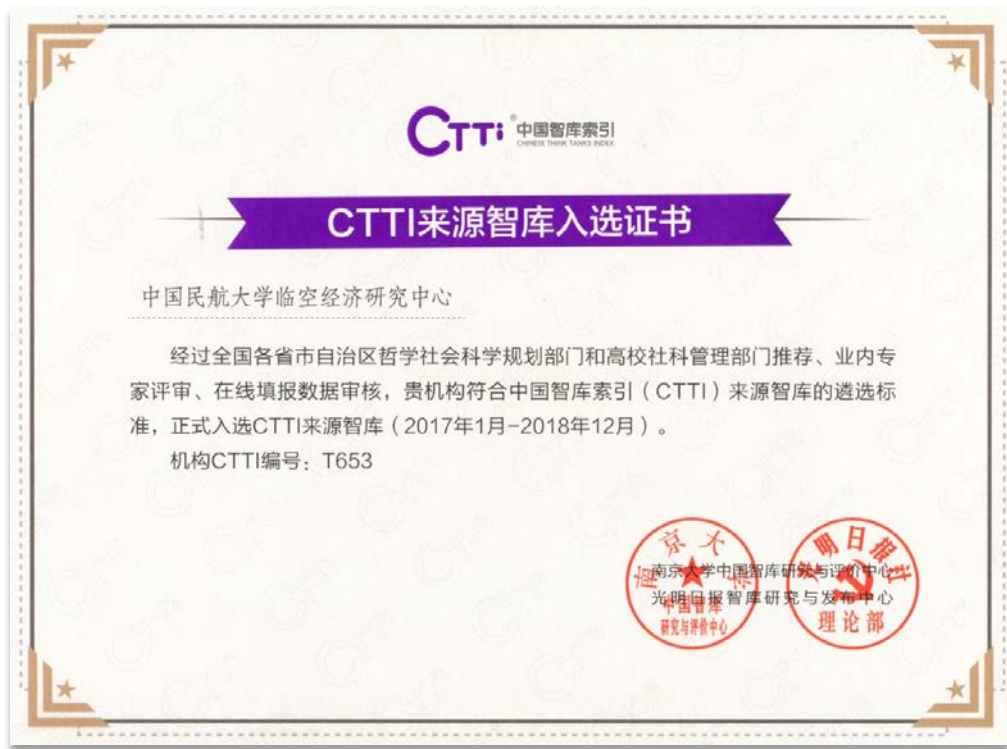 CTTi® 中国智库索引
CHINESE THINK TANKS INDEX
CTTI来源智库入选证书
中国民航大学临空经济研究中心
经过全国各省市自治区哲学社会科学规划部门和高校社科管理部门推荐、业内专
家评审、在线填报数据审核，贵机构符合中国智库索引（CTTI）来源智库的遴选标
准，正式入选CTTI来源智库（2017年1月-2018年12月）。
机构CTTI编号：T653
南京大学中国智库研究与评价中心
光明日报智库研究与发布中心
南京大学
中国智库
研究与评价中心
光明日报社
理论部